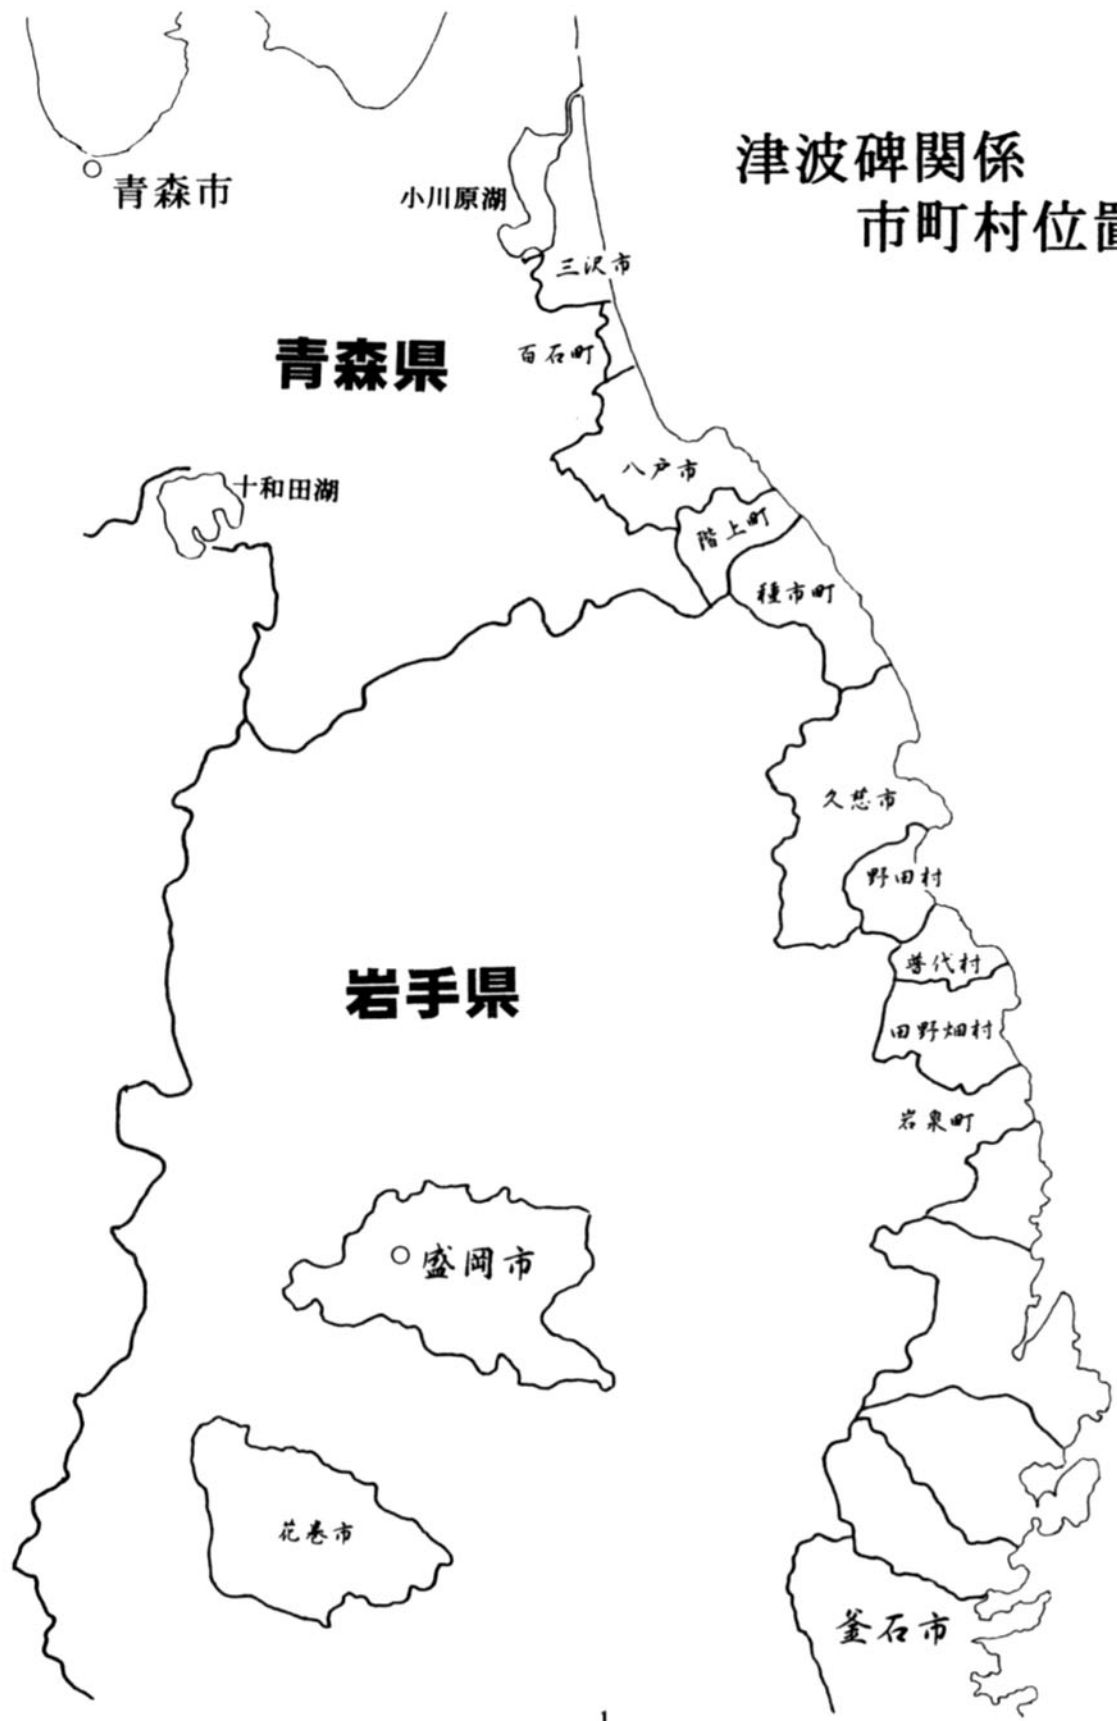 津波碑関係
市町村位置
青森市
小川原湖
三沢市
青森県
百石町
八戸市
十和田湖
階上町
種市町
久慈市
野田村
普代村
岩手県
田野畑村
岩泉町
盛岡市
花巻市
釜石市
1